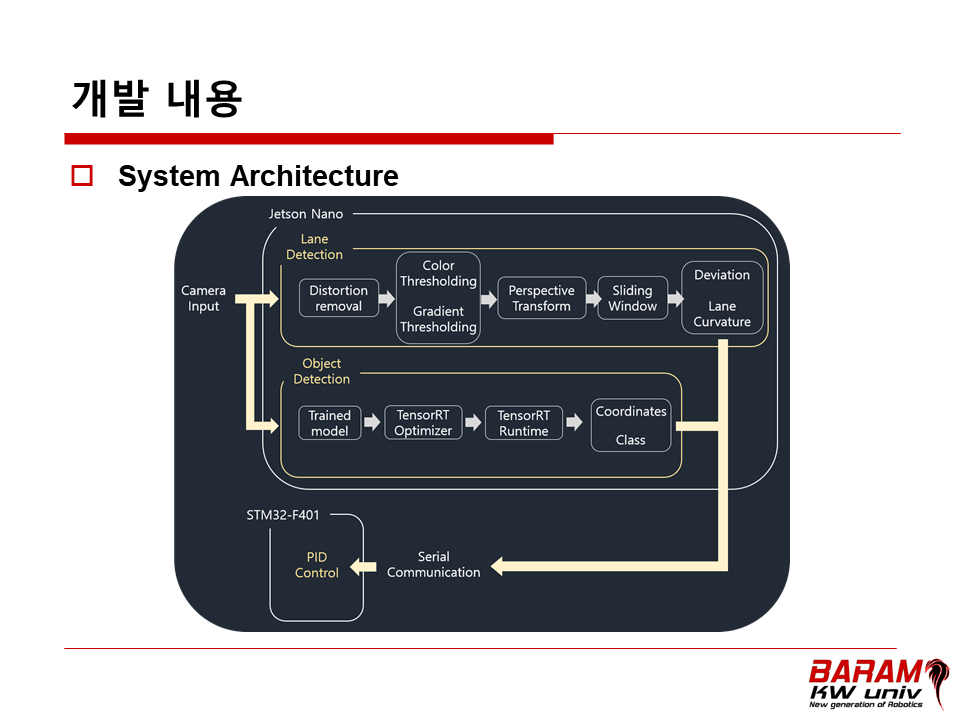 개발 내용
System Architecture
Jetson Nano
Lane
Detection
Camera
Input
Distortion
removal
Color
Thresholding
Gradient
Thresholding
Perspective
Transform
Sliding
Window
Deviation
Lane
Curvature
Object
Detection
Trained
model
TensorRT
Optimizer
TensorRT
Runtime
Coordinates
Class
STM32-F401
PID
Control
Serial
Communication
BARAM
KW univ
New generation of Robotics